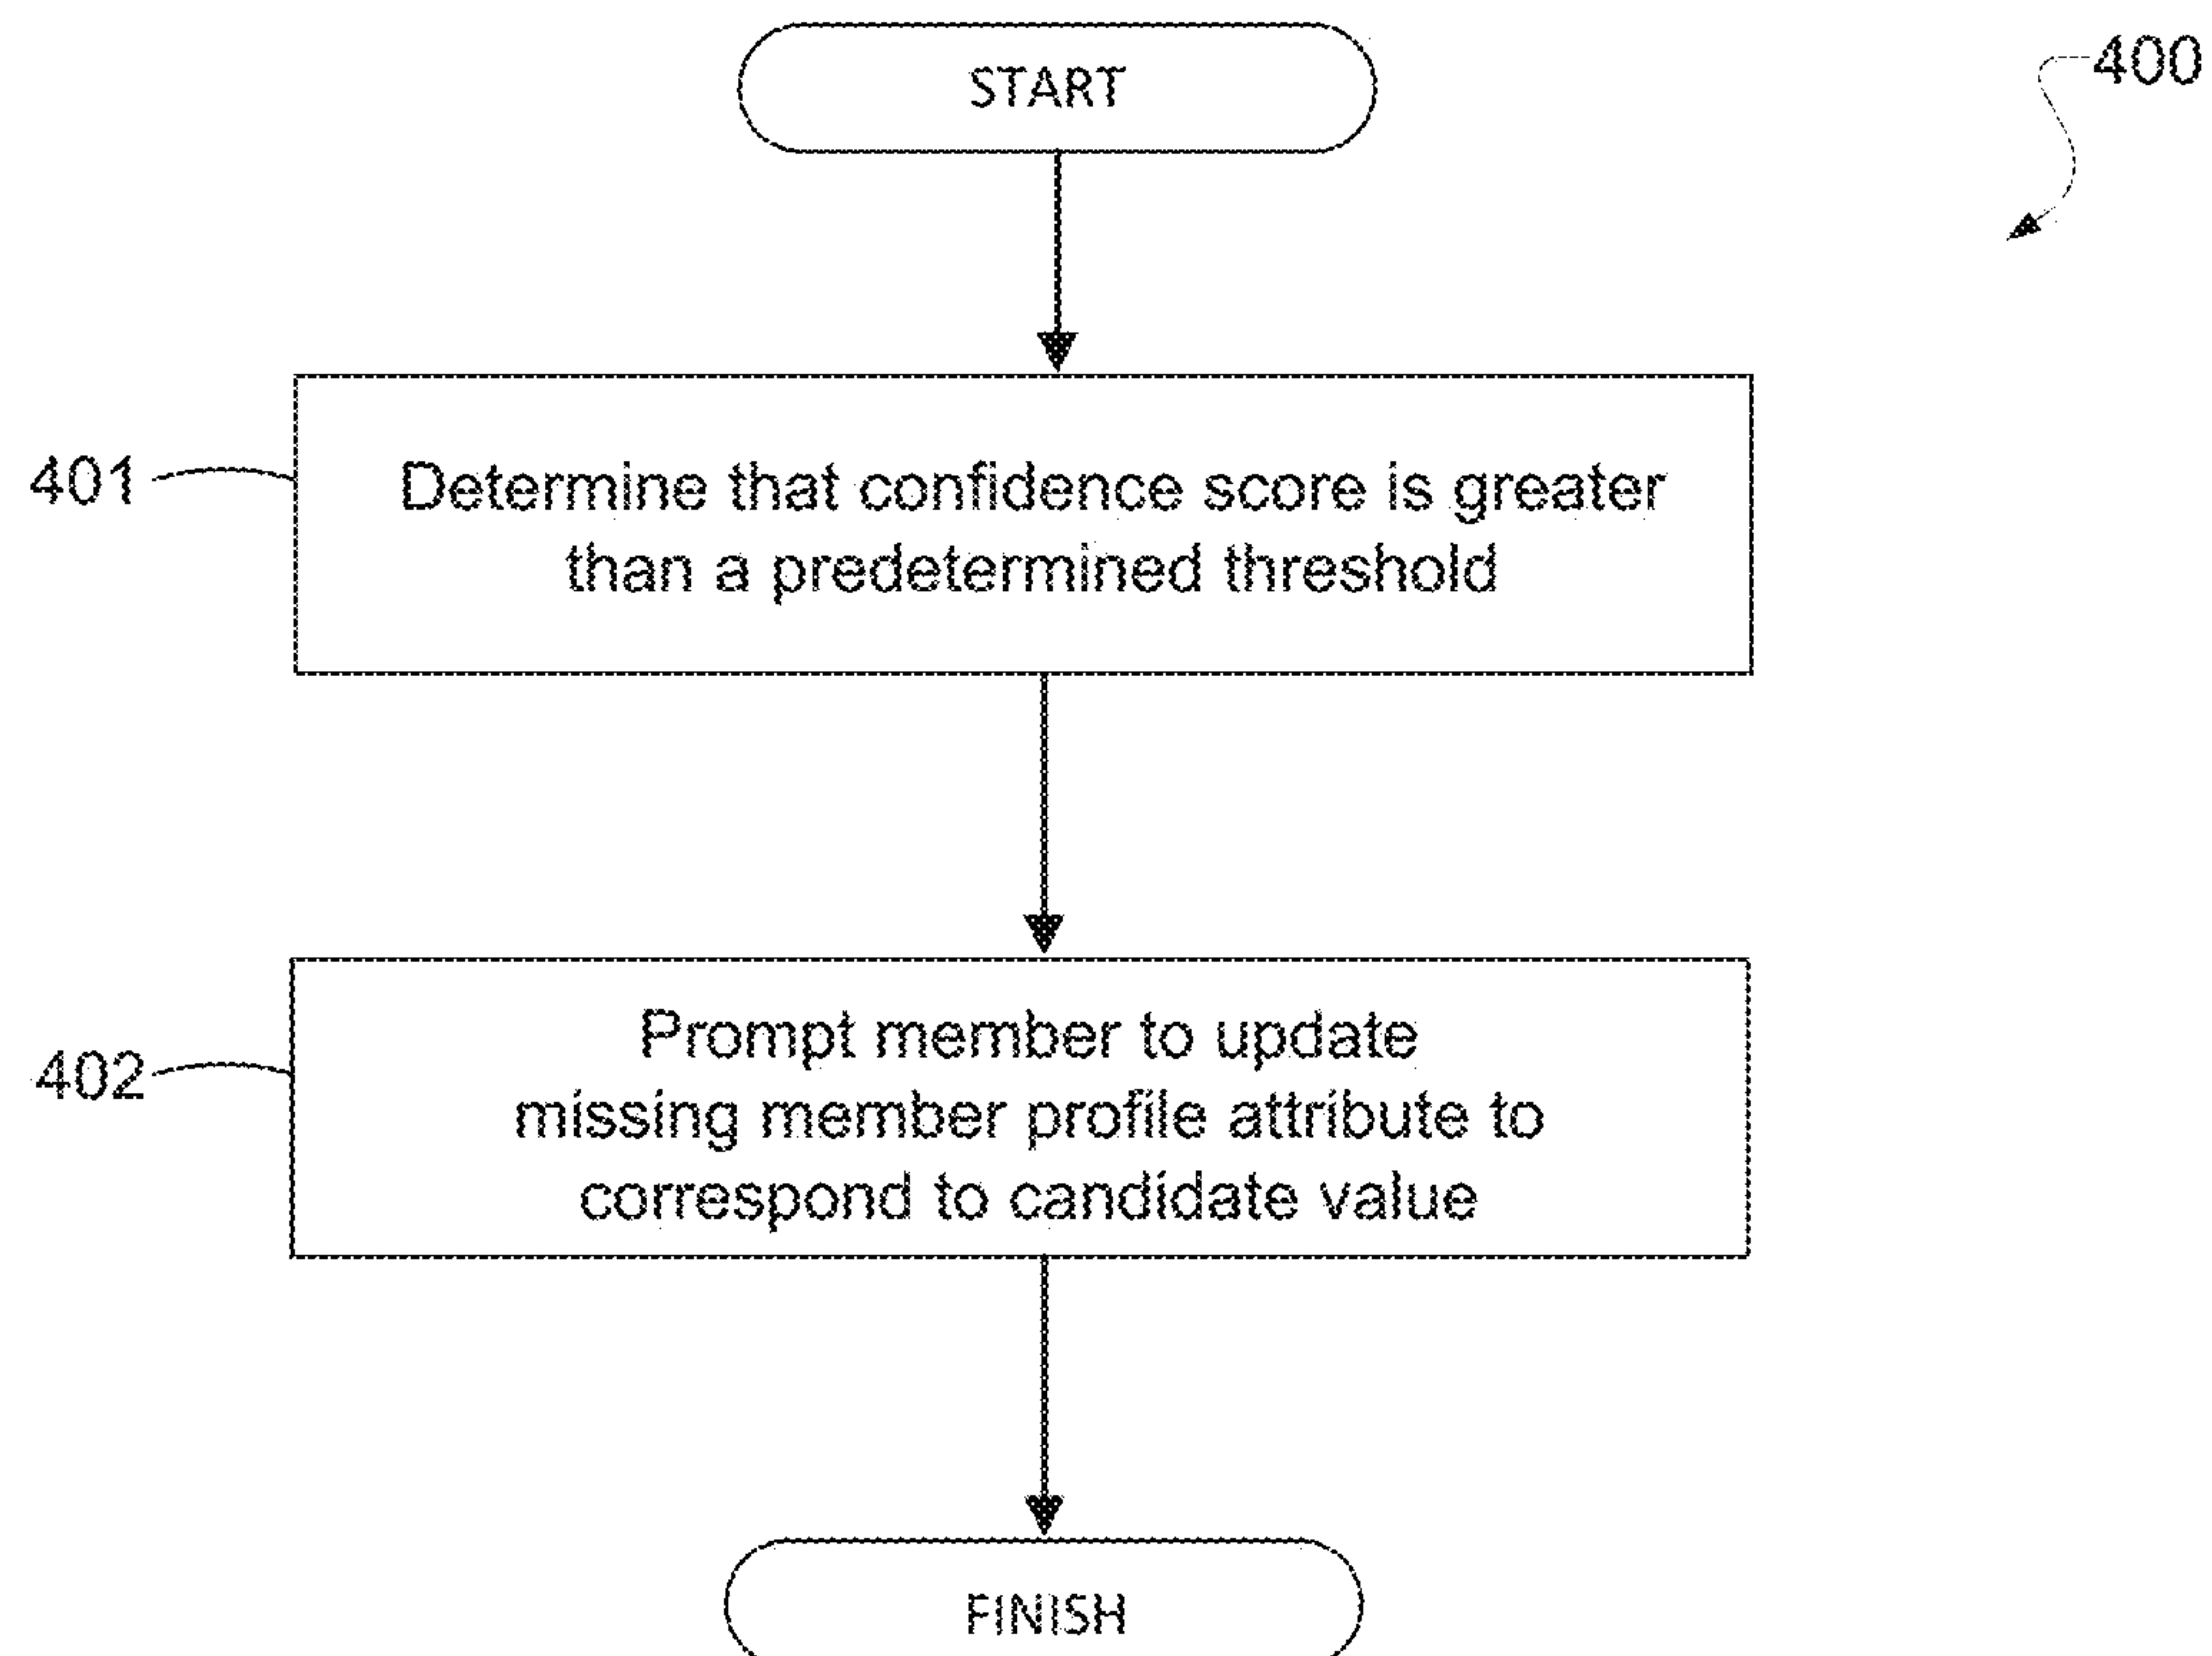 START
400
401
Determine that confidence score is greater
than a predetermined threshold
402
Prompt member to update
missing member profile attribute to
correspond to candidate value
FINISH